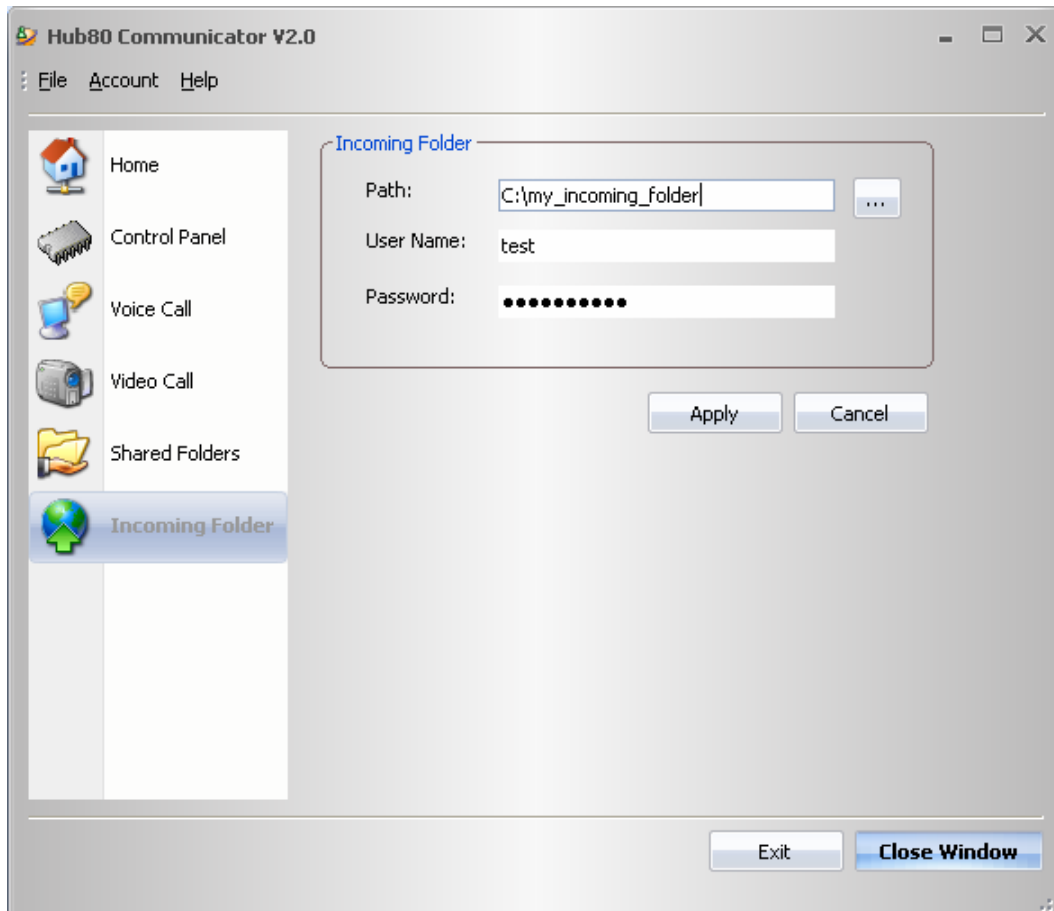 Hub80 Communicator V2.0
File Account Help
Home
Control Panel
Voice Call
Video Call
Shared Folders
Incoming Folder
Incoming Folder
Path: C:\my_incoming_folder ...
User Name: test
Password: ●●●●●●●●●●
Apply Cancel
Exit Close Window